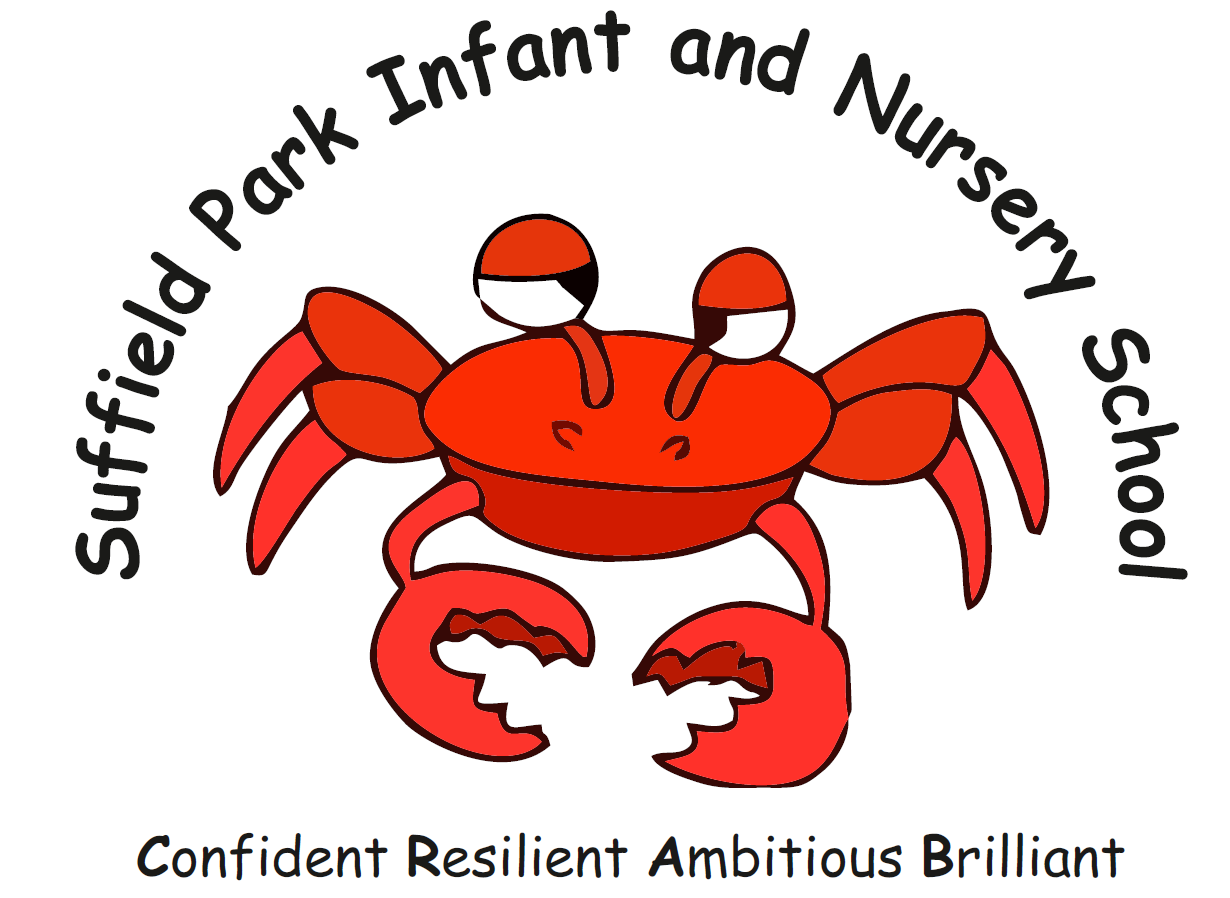 Suffield Park Infant and Nursery School
Confident Resilient Ambitious Brilliant